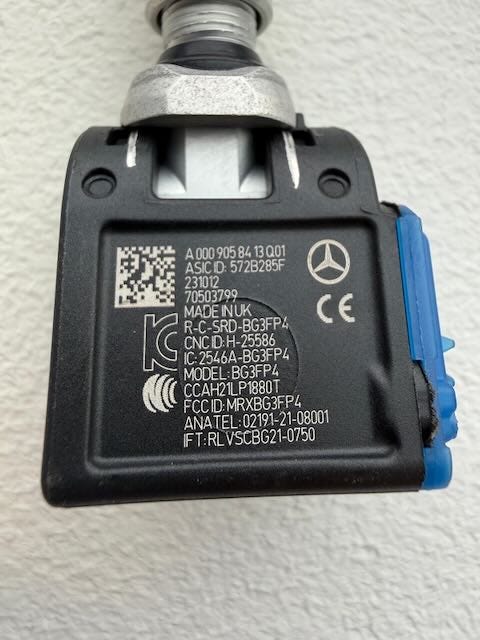 A 000 905 84 13 Q01
ASIC ID: 572B285F
231012
70503799
MADE IN UK
R-C-SRD-BG3FP4
CNC ID: H-25586
IC: 2546A-BG3FP4
MODEL: BG3FP4
CCAH21LP1880T
FCC ID: MRXBG3FP4
ANATEL: 02191-21-08001
IFT: RLVSCBG21-0750
CE